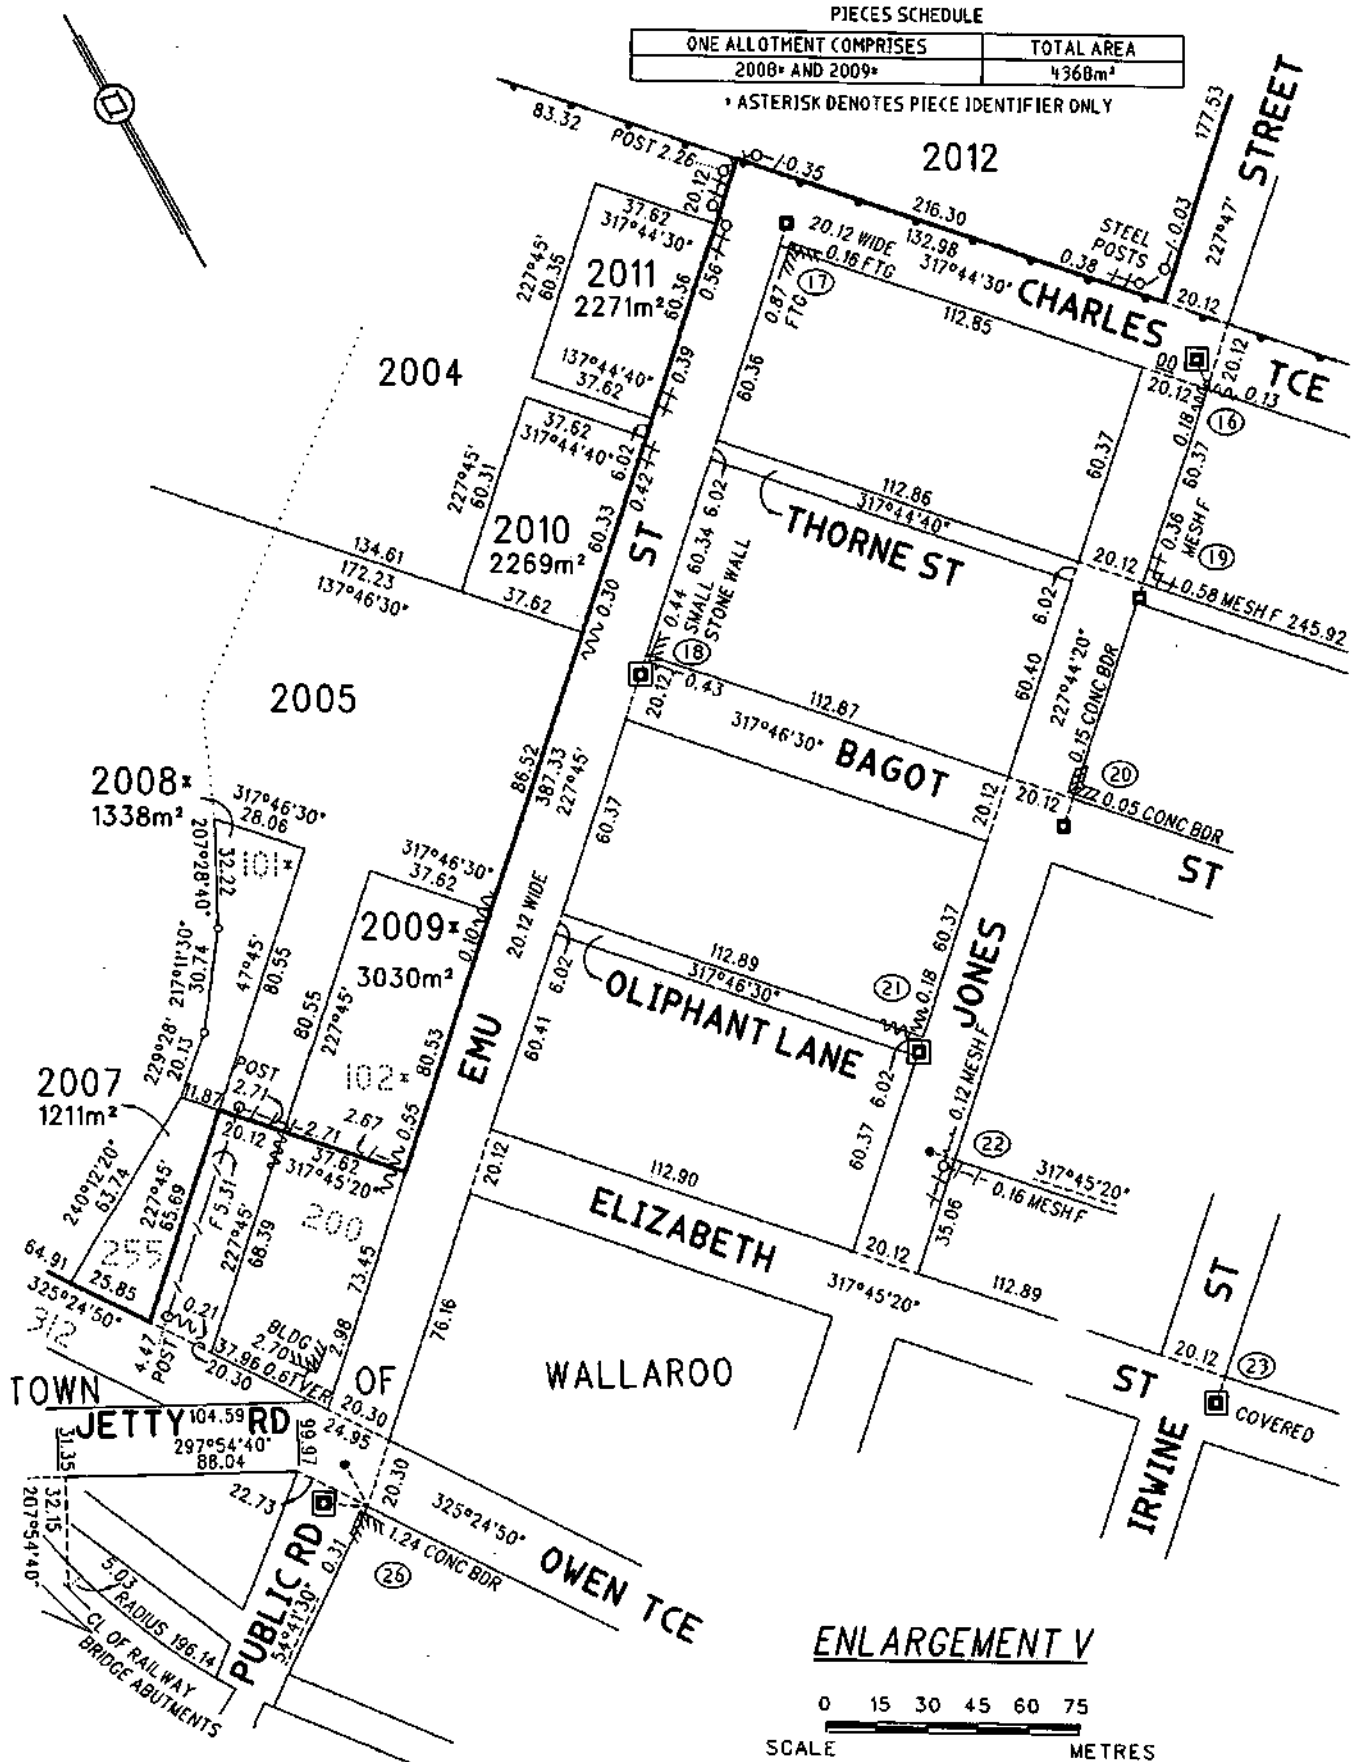 PIECES SCHEDULE
ONE ALLOTMENT COMPRISES TOTAL AREA
2008* AND 2009* 4368m²
* ASTERISK DENOTES PIECE IDENTIFIER ONLY
83.32
POST 2.26
0.35
2012
177.53
STREET
227°47'
20.12
216.30
132.98
317°44'30"
20.12 WIDE
0.16 FTG
STEEL
POSTS
0.03
0.38
20.12
CHARLES
TCE
37.62
317°44'30"
2011
2271m²
227°45'
60.35
60.36
0.56
0.87
FTG
17
112.85
20.12
20.12
0.13
0.18
16
137°44'40"
37.62
0.39
60.36
60.37
60.37
2004
37.62
317°44'40"
6.02
0.42
227°45'
60.31
2010
2269m²
60.33
ST
6.02
60.34
112.86
317°44'40"
THORNE ST
20.12
0.36
MESH F
19
0.58 MESH F
245.92
6.02
134.61
172.23
137°46'30"
37.62
0.30
0.44
SMALL
STONE WALL
18
0.43
20.12
112.87
317°46'30"
BAGOT
60.40
227°44'20"
0.15 CONC BDR
20
0.05 CONC BDR
20.12
20.12
ST
2005
86.52
387.33
227°45'
60.37
2008*
1338m²
317°46'30"
28.06
207°28'40"
32.22
101*
317°46'30"
37.62
2009*
3030m²
0.10
20.12 WIDE
6.02
112.89
317°46'30"
OLIPHANT LANE
60.37
21
0.18
JONES
217°11'30"
30.74
47°45'
80.55
80.55
227°45'
80.53
EMU
60.41
6.02
0.12 MESH F
229°28'
20.13
102*
POST
2.71
2.71
2.67
0.55
2007
1211m²
11.87
20.12
37.62
317°45'20"
20.12
112.90
60.37
22
317°45'20"
0.16 MESH F
35.06
240°12'20"
63.74
227°45'
65.69
F 5.31
227°45'
68.39
200
73.45
ELIZABETH
20.12
317°45'20"
112.89
255
64.91
25.85
325°24'50"
312
0.21
4.47
POST
20.30
37.96
0.61 VER
BLDG
2.70
2.98
76.16
ST
20.12
23
ST
COVERED
IRWINE
TOWN
OF
WALLAROO
JETTY RD
104.59
297°54'40"
88.04
99.97
20.30
24.95
20.30
31.35
32.15
207°54'40"
22.73
325°24'50"
OWEN TCE
1.24 CONC BDR
0.31
26
5.03
RADIUS 196.14
CL OF RAILWAY
BRIDGE ABUTMENTS
PUBLIC RD
54°41'30"
ENLARGEMENT V
0 15 30 45 60 75
SCALE METRES